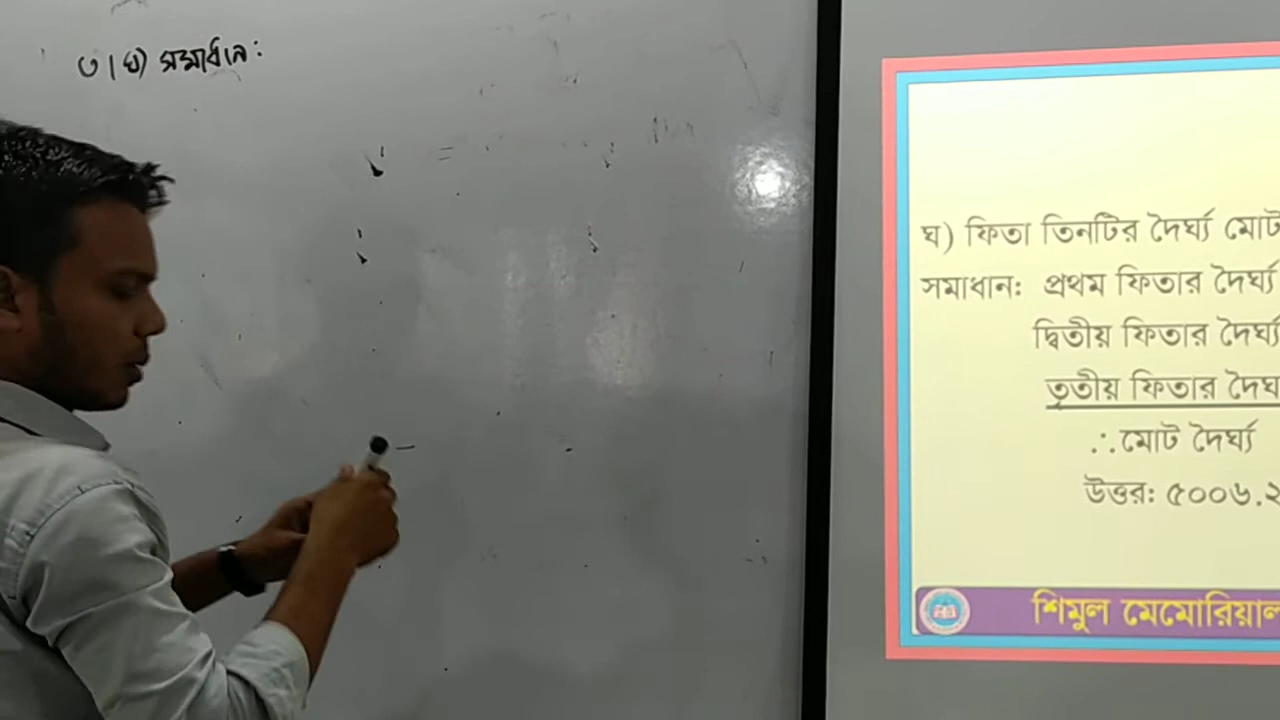 ৩। ঘ) সমাধান:
ঘ) ফিতা তিনটির দৈর্ঘ্য মোট
সমাধানঃ প্রথম ফিতার দৈর্ঘ্য
দ্বিতীয় ফিতার দৈর্ঘ্য
তৃতীয় ফিতার
∴মোট দৈর্ঘ্য
উত্তরঃ ৫০০৬.২
শিমুল মেমোরিয়াল